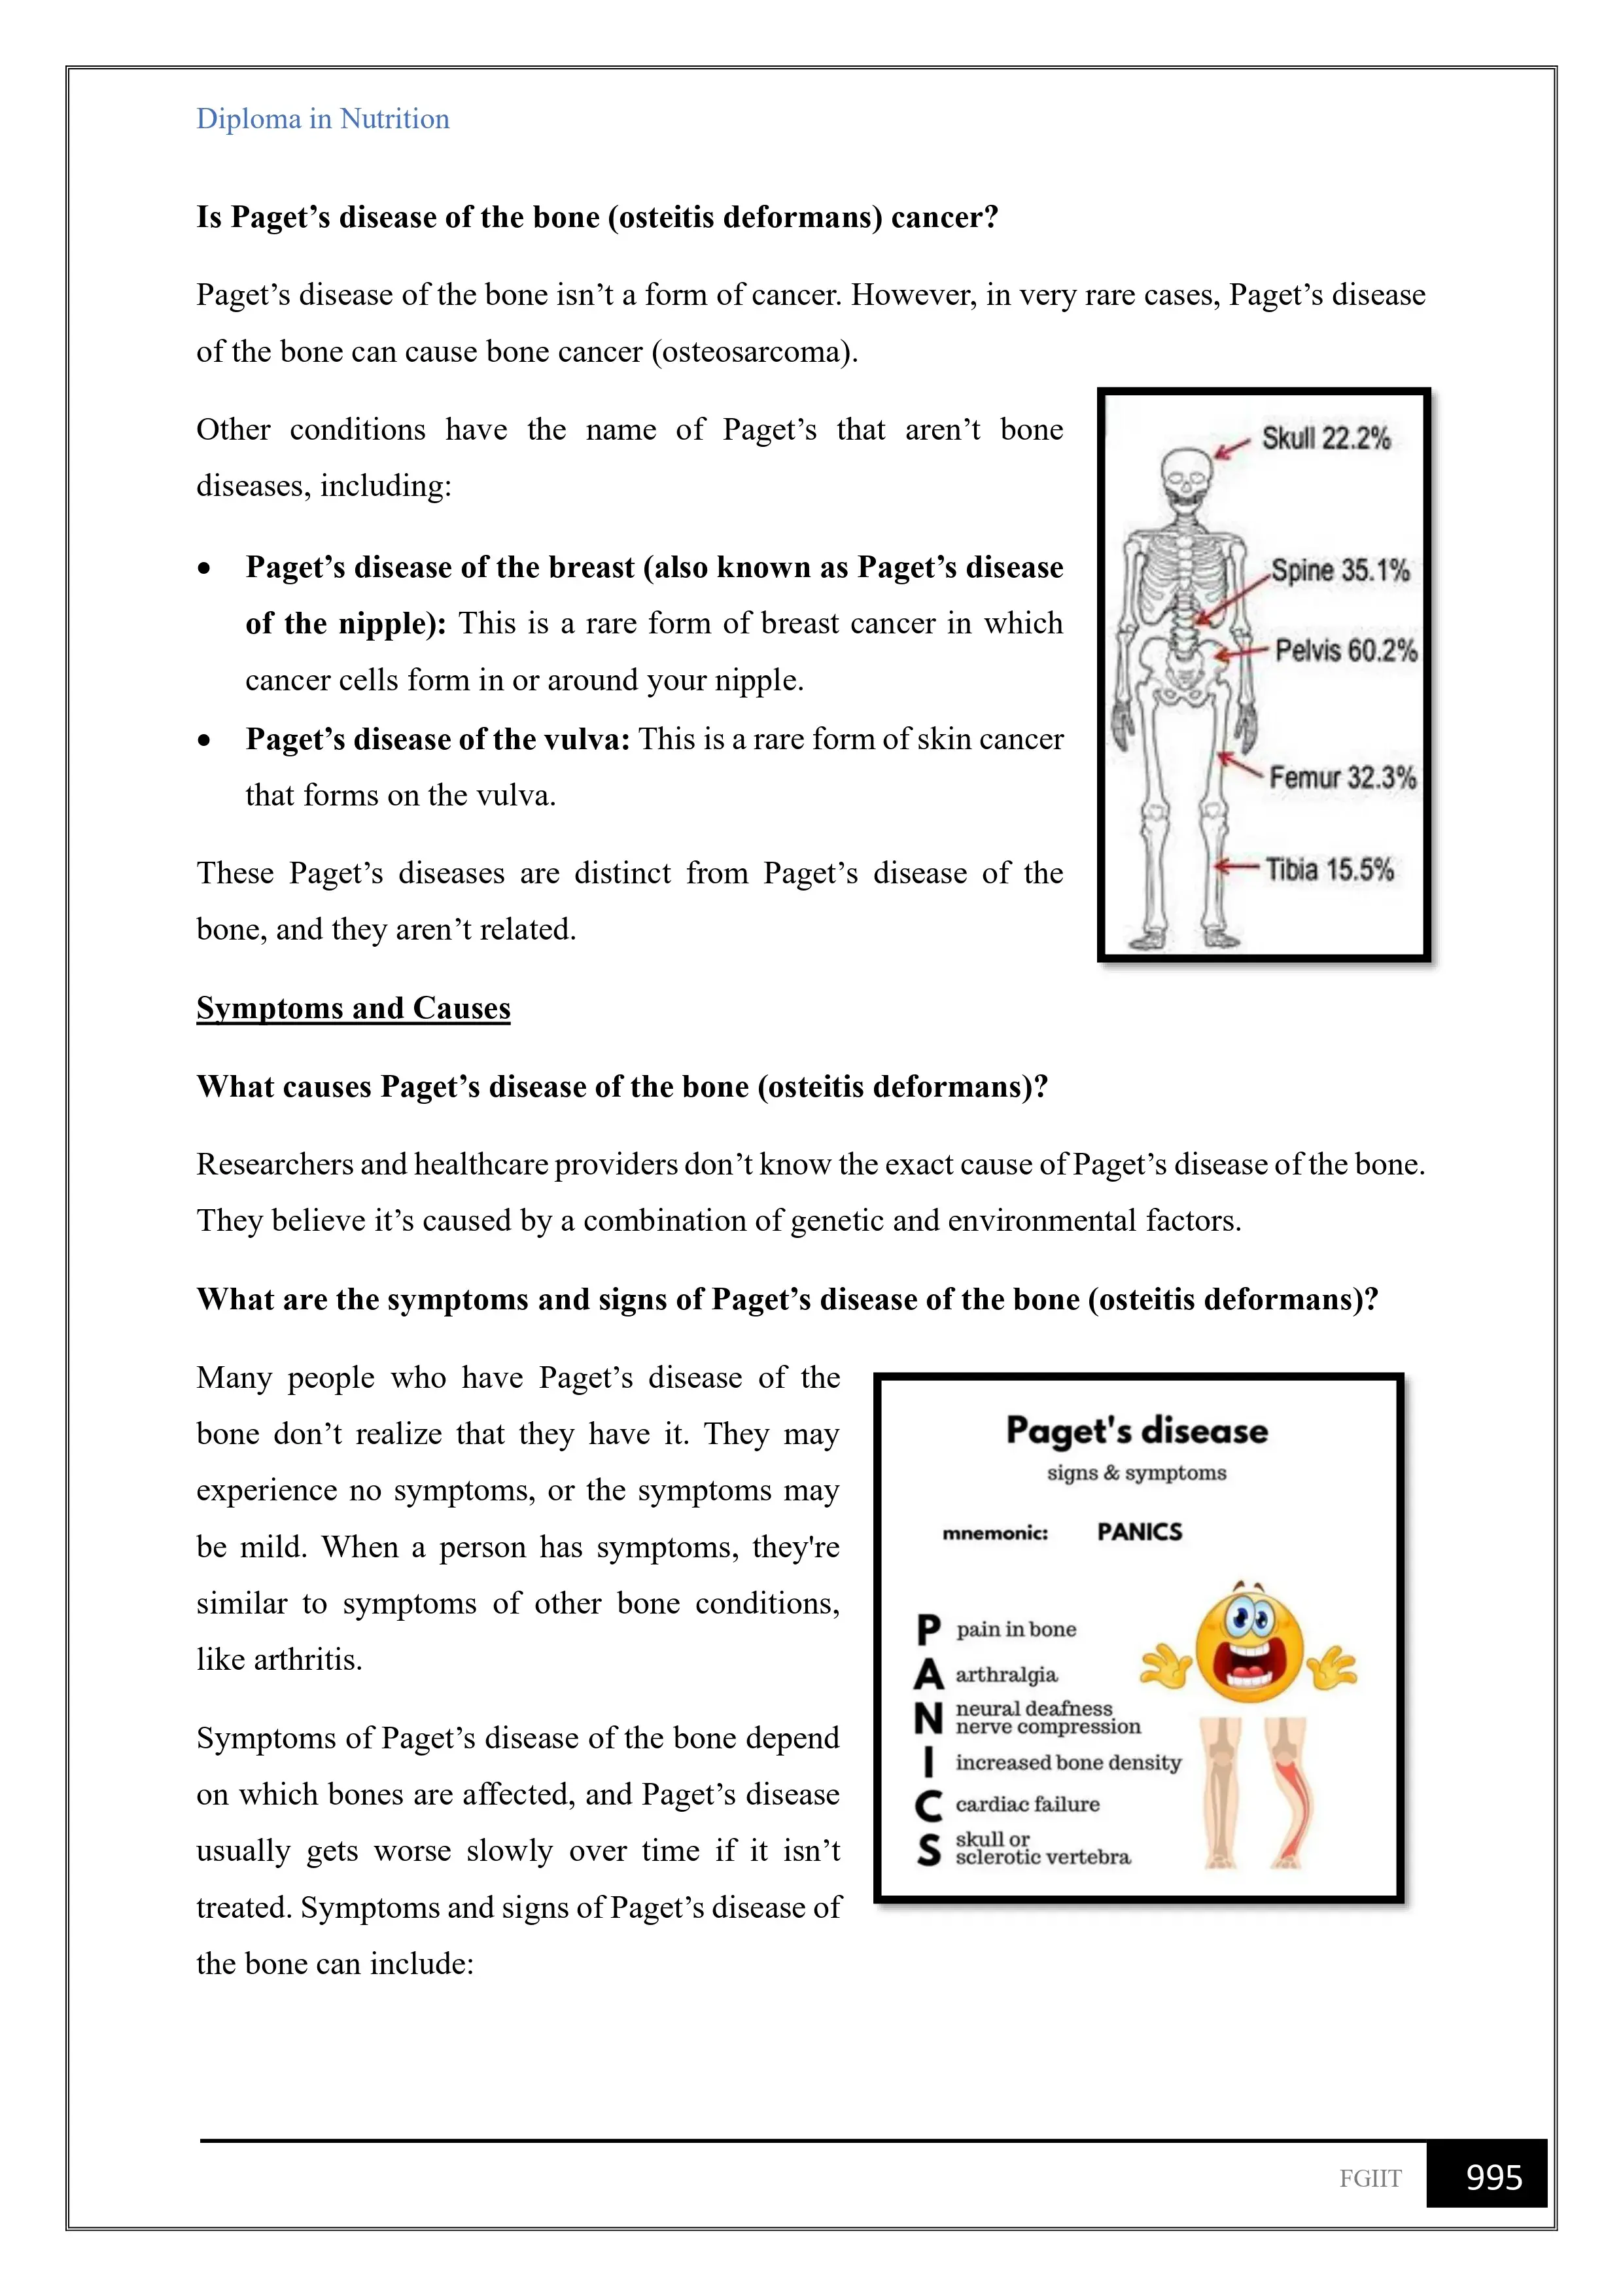 Diploma in Nutrition
Is Paget’s disease of the bone (osteitis deformans) cancer?
Paget’s disease of the bone isn’t a form of cancer. However, in very rare cases, Paget’s disease
of the bone can cause bone cancer (osteosarcoma).
Other conditions have the name of Paget’s that aren’t bone
diseases, including:
• Paget’s disease of the breast (also known as Paget’s disease
of the nipple): This is a rare form of breast cancer in which
cancer cells form in or around your nipple.
• Paget’s disease of the vulva: This is a rare form of skin cancer
that forms on the vulva.
These Paget’s diseases are distinct from Paget’s disease of the
bone, and they aren’t related.
Skull 22.2%
Spine 35.1%
Pelvis 60.2%
Femur 32.3%
Tibia 15.5%
Symptoms and Causes
What causes Paget’s disease of the bone (osteitis deformans)?
Researchers and healthcare providers don’t know the exact cause of Paget’s disease of the bone.
They believe it’s caused by a combination of genetic and environmental factors.
What are the symptoms and signs of Paget’s disease of the bone (osteitis deformans)?
Many people who have Paget’s disease of the
bone don’t realize that they have it. They may
experience no symptoms, or the symptoms may
be mild. When a person has symptoms, they're
similar to symptoms of other bone conditions,
like arthritis.
Symptoms of Paget’s disease of the bone depend
on which bones are affected, and Paget’s disease
usually gets worse slowly over time if it isn’t
treated. Symptoms and signs of Paget’s disease of
the bone can include:
Paget's disease
signs & symptoms
mnemonic: PANICS
P pain in bone
A arthralgia
N neural deafness
nerve compression
I increased bone density
C cardiac failure
S skull or
sclerotic vertebra
FGIIT 995